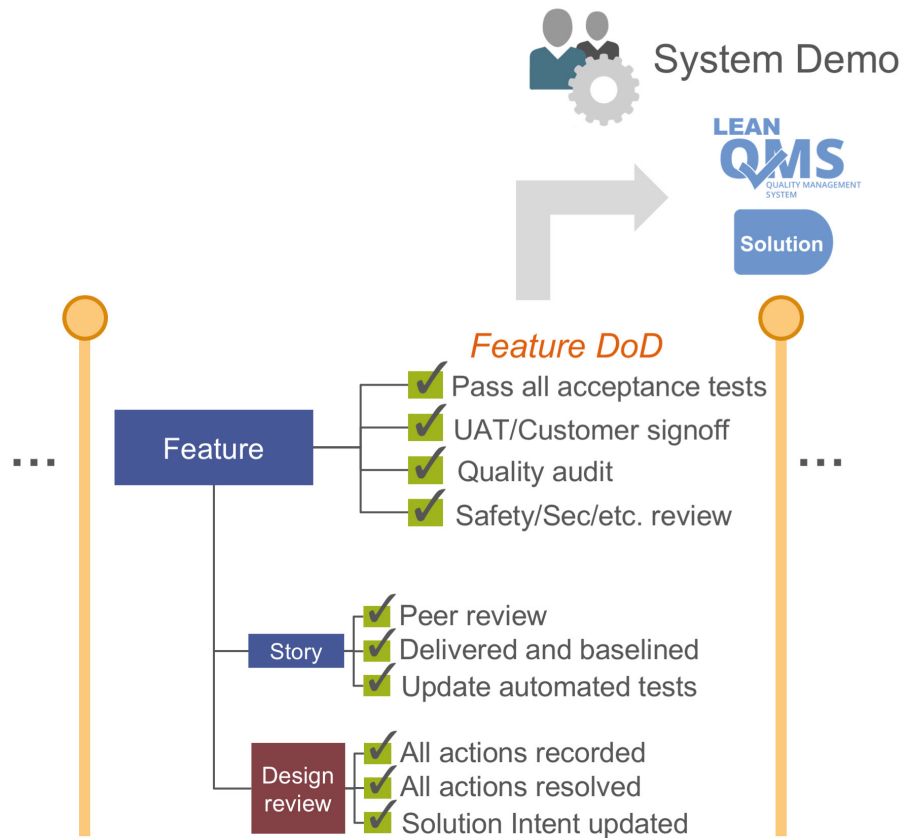 System Demo
LEAN
QMS
QUALITY MANAGEMENT
SYSTEM
Solution
Feature DoD
Pass all acceptance tests
UAT/Customer signoff
Quality audit
Safety/Sec/etc. review
Feature
...
...
Peer review
Story
Delivered and baselined
Update automated tests
All actions recorded
Design
review
All actions resolved
Solution Intent updated